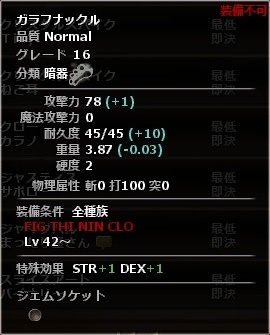 装備不可
ガラフナックル
品質 Normal
グレード 16
分類 暗器
攻撃力 78 (+1)
魔法攻撃力 0
耐久度 45/45 (+10)
重量 3.87 (-0.03)
硬度 2
物理属性 斬0 打100 突0
装備条件 全種族
FIG THI NIN CLO
Lv 42～
特殊効果 STR+1 DEX+1
ジェムソケット